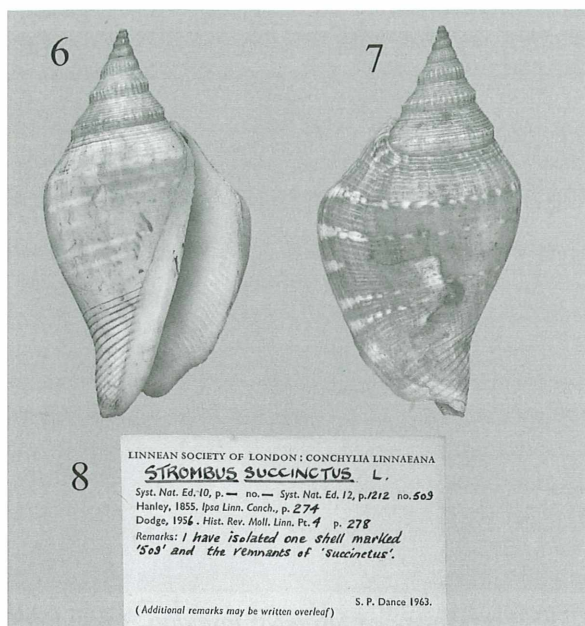 6
7
8
LINNEAN SOCIETY OF LONDON : CONCHYLIA LINNAEANA
STROMBUS SUCCINCTUS L.
Syst. Nat. Ed. 10, p. — no. — Syst. Nat. Ed. 12, p. 1212 no. 509
Hanley, 1855. Ipsa Linn. Conch., p. 274
Dodge, 1956. Hist. Rev. Moll. Linn. Pt. 4 p. 278
Remarks: I have isolated one shell marked
'509' and the remnants of 'succinctus'.
S. P. Dance 1963.
(Additional remarks may be written overleaf)